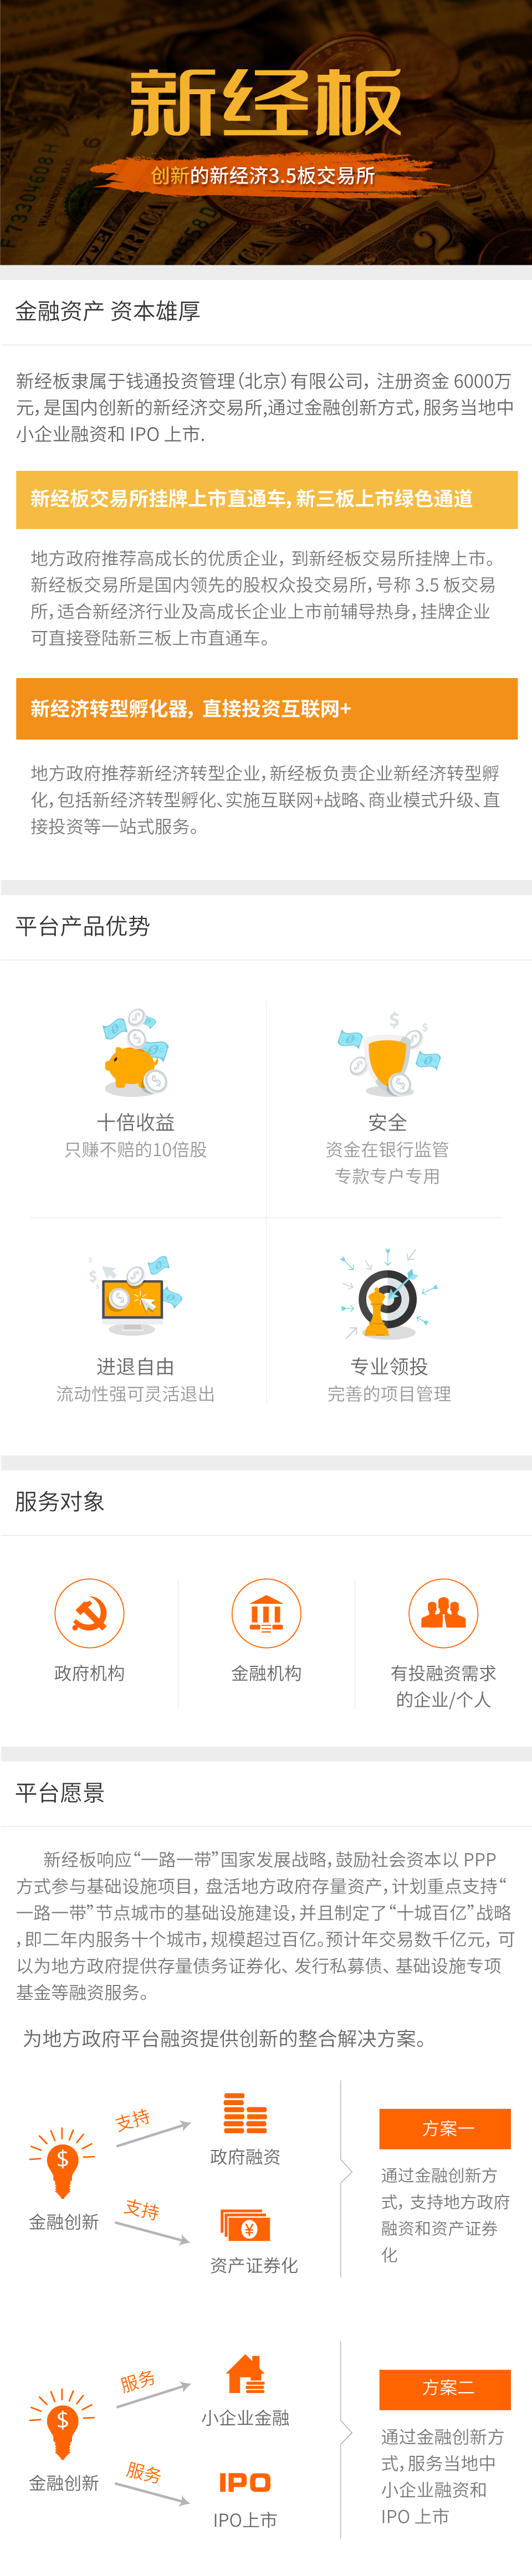 新经板
创新的新经济3.5板交易所
金融资产 资本雄厚
新经板隶属于钱通投资管理(北京)有限公司，注册资金 6000万
元，是国内创新的新经济交易所,通过金融创新方式，服务当地中
小企业融资和 IPO 上市.
新经板交易所挂牌上市直通车，新三板上市绿色通道
地方政府推荐高成长的优质企业，到新经板交易所挂牌上市。
新经板交易所是国内领先的股权众投交易所，号称 3.5 板交易
所，适合新经济行业及高成长企业上市前辅导热身，挂牌企业
可直接登陆新三板上市直通车。
新经济转型孵化器，直接投资互联网+
地方政府推荐新经济转型企业，新经板负责企业新经济转型孵
化，包括新经济转型孵化、实施互联网+战略、商业模式升级、直
接投资等一站式服务。
平台产品优势
十倍收益
只赚不赔的10倍股
安全
资金在银行监管
专款专户专用
进退自由
流动性强可灵活退出
专业领投
完善的项目管理
服务对象
政府机构
金融机构
有投融资需求
的企业/个人
平台愿景
新经板响应“一路一带”国家发展战略，鼓励社会资本以 PPP
方式参与基础设施项目，盘活地方政府存量资产，计划重点支持“
一路一带”节点城市的基础设施建设，并且制定了“十城百亿”战略
，即二年内服务十个城市，规模超过百亿。预计年交易数千亿元，可
以为地方政府提供存量债务证券化、发行私募债、基础设施专项
基金等融资服务。
为地方政府平台融资提供创新的整合解决方案。
支持
政府融资
金融创新
支持
资产证券化
方案一
通过金融创新方
式，支持地方政府
融资和资产证券
化
服务
小企业金融
金融创新
服务
IPO
IPO上市
方案二
通过金融创新方
式，服务当地中
小企业融资和
IPO 上市